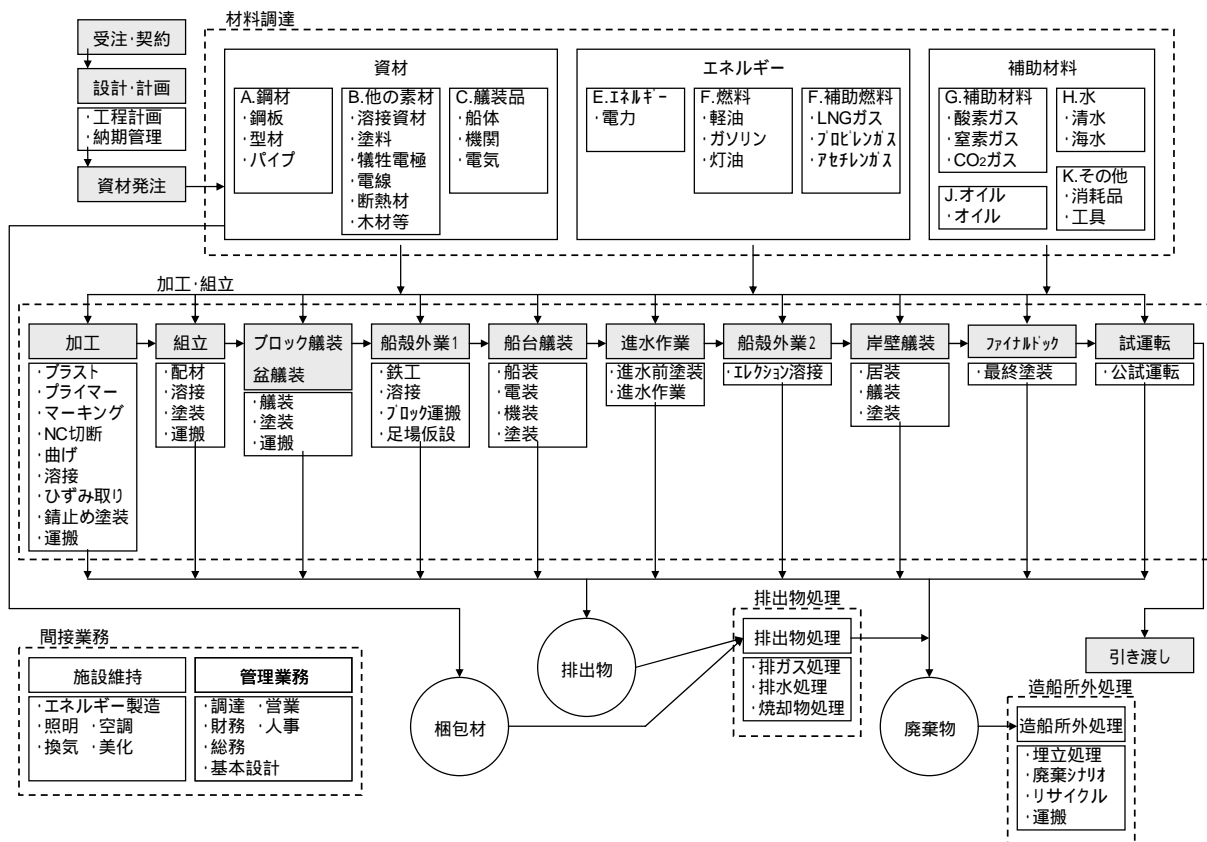 材料調達
受注・契約
設計・計画
・工程計画
・納期管理
資材発注
資材
A.鋼材
・鋼板
・型材
・パイプ
B.他の素材
・溶接資材
・塗料
・犠牲電極
・電線
・断熱材
・木材等
C.艤装品
・船体
・機関
・電気
エネルギー
E.エネルギー
・電力
F.燃料
・軽油
・ガソリン
・灯油
F.補助燃料
・LNGガス
・プロピレンガス
・アセチレンガス
補助材料
G.補助材料
・酸素ガス
・窒素ガス
・CO2ガス
J.オイル
・オイル
H.水
・清水
・海水
K.その他
・消耗品
・工具
加工・組立
加工
・ブラスト
・プライマー
・マーキング
・NC切断
・曲げ
・溶接
・ひずみ取り
・錆止め塗装
・運搬
組立
・配材
・溶接
・塗装
・運搬
ブロック艤装
盆艤装
・艤装
・塗装
・運搬
船殻外業1
・鉄工
・溶接
・ブロック運搬
・足場仮設
船台艤装
・船装
・電装
・機装
・塗装
進水作業
・進水前塗装
・進水作業
船殻外業2
・エレクション溶接
岸壁艤装
・居装
・艤装
・塗装
ファイナルドック
・最終塗装
試運転
・公試運転
間接業務
施設維持
・エネルギー製造
・照明 ・空調
・換気 ・美化
管理業務
・調達 ・営業
・財務 ・人事
・総務
・基本設計
梱包材
排出物
排出物処理
排出物処理
・排ガス処理
・排水処理
・焼却物処理
廃棄物
引き渡し
造船所外処理
造船所外処理
・埋立処理
・廃棄シナリオ
・リサイクル
・運搬